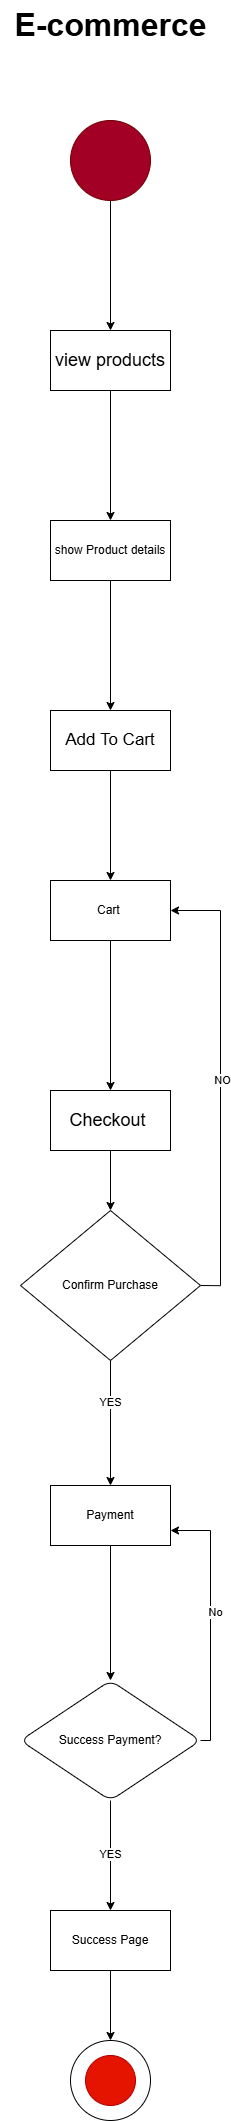 E-commerce
view products
show Product details
Add To Cart
Cart
NO
Checkout
Confirm Purchase
YES
Payment
No
Success Payment?
YES
Success Page